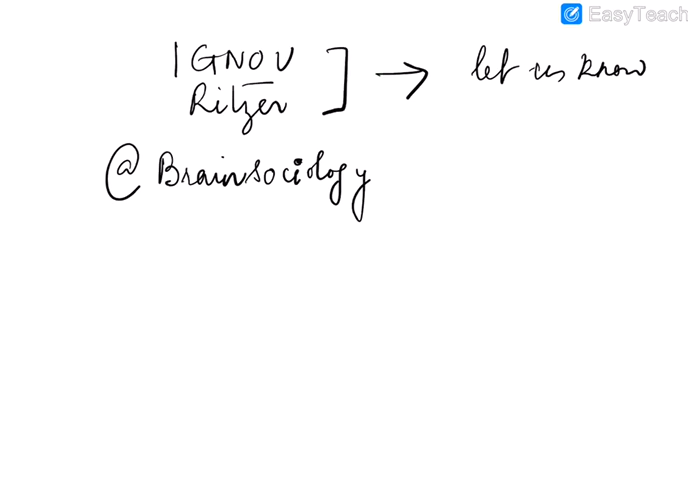 EasyTeach
IGNOU ] → let us know
Ritzer
@Brainsociology